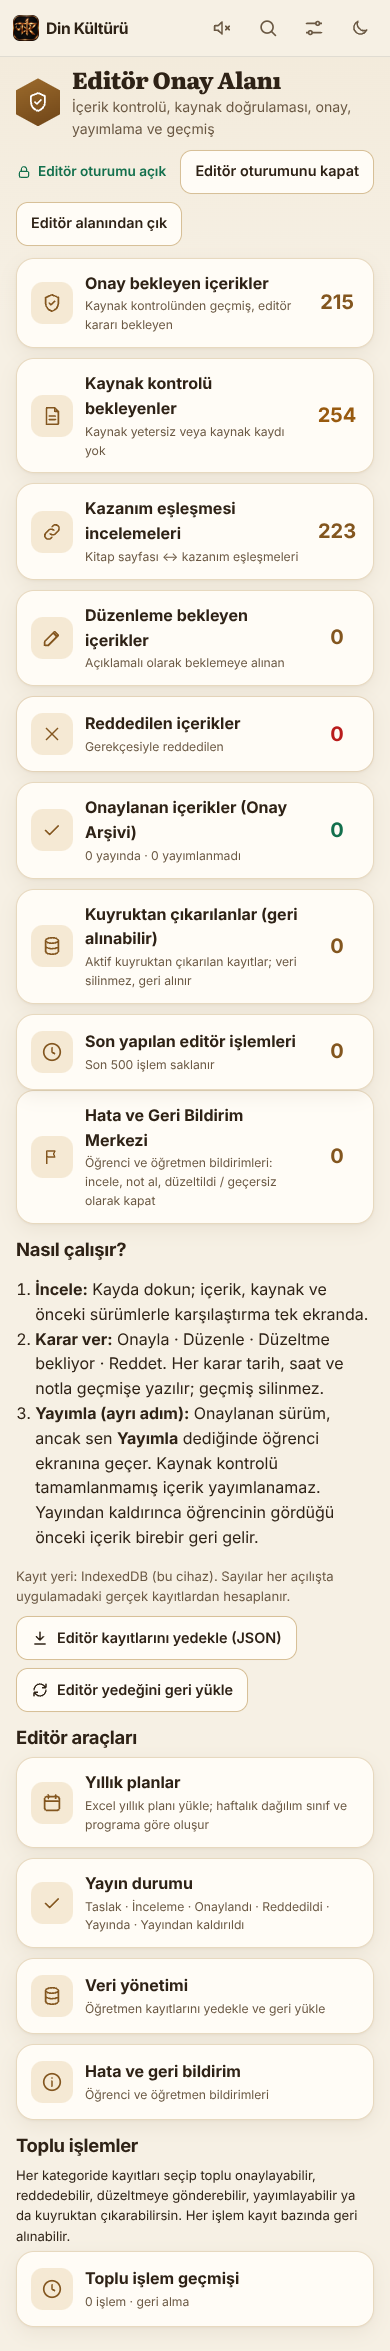 Din Kültürü
Editör Onay Alanı
İçerik kontrolü, kaynak doğrulaması, onay,
yayımlama ve geçmiş
Editör oturumu açık
Editör oturumunu kapat
Editör alanından çık
Onay bekleyen içerikler
Kaynak kontrolünden geçmiş, editör
kararı bekleyen
215
Kaynak kontrolü
bekleyenler
Kaynak yetersiz veya kaynak kaydı
yok
254
Kazanım eşleşmesi
incelemeleri
Kitap sayfası ↔ kazanım eşleşmeleri
223
Düzenleme bekleyen
içerikler
Açıklamalı olarak beklemeye alınan
0
Reddedilen içerikler
Gerekçesiyle reddedilen
0
Onaylanan içerikler (Onay
Arşivi)
0 yayında · 0 yayımlanmadı
0
Kuyruktan çıkarılanlar (geri
alınabilir)
Aktif kuyruktan çıkarılan kayıtlar; veri
silinmez, geri alınır
0
Son yapılan editör işlemleri
Son 500 işlem saklanır
0
Hata ve Geri Bildirim
Merkezi
Öğrenci ve öğretmen bildirimleri:
incele, not al, düzeltildi / geçersiz
olarak kapat
0
Nasıl çalışır?
1. İncele: Kayda dokun; içerik, kaynak ve
önceki sürümlerle karşılaştırma tek ekranda.
2. Karar ver: Onayla · Düzenle · Düzeltme
bekliyor · Reddet. Her karar tarih, saat ve
notla geçmişe yazılır; geçmiş silinmez.
3. Yayımla (ayrı adım): Onaylanan sürüm,
ancak sen Yayımla dediğinde öğrenci
ekranına geçer. Kaynak kontrolü
tamamlanmamış içerik yayımlanamaz.
Yayından kaldırınca öğrencinin gördüğü
önceki içerik birebir geri gelir.
Kayıt yeri: IndexedDB (bu cihaz). Sayılar her açılışta
uygulamadaki gerçek kayıtlardan hesaplanır.
Editör kayıtlarını yedekle (JSON)
Editör yedeğini geri yükle
Editör araçları
Yıllık planlar
Excel yıllık planı yükle; haftalık dağılım sınıf ve
programa göre oluşur
Yayın durumu
Taslak · İnceleme · Onaylandı · Reddedildi ·
Yayında · Yayından kaldırıldı
Veri yönetimi
Öğretmen kayıtlarını yedekle ve geri yükle
Hata ve geri bildirim
Öğrenci ve öğretmen bildirimleri
Toplu işlemler
Her kategoride kayıtları seçip toplu onaylayabilir,
reddedebilir, düzeltmeye gönderebilir, yayımlayabilir ya
da kuyruktan çıkarabilirsin. Her işlem kayıt bazında geri
alınabilir.
Toplu işlem geçmişi
0 işlem · geri alma